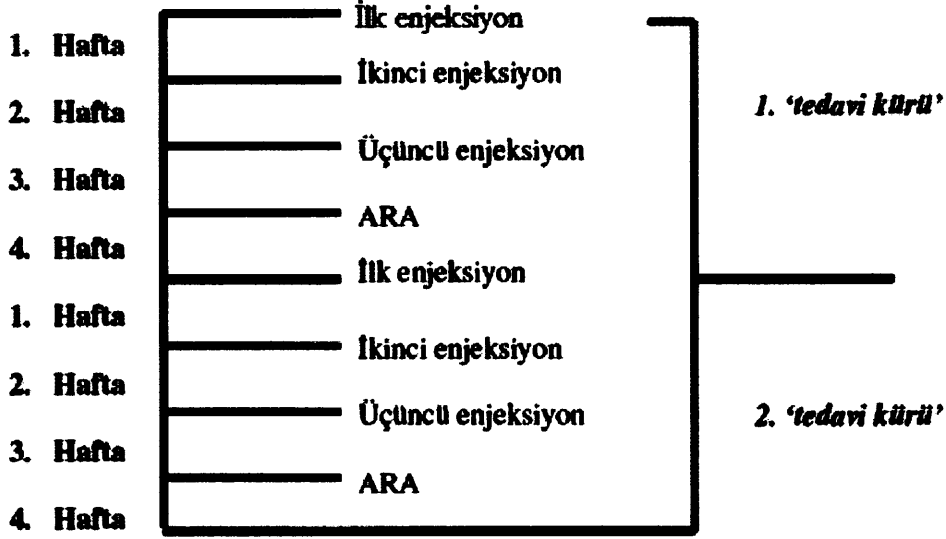 İlk enjeksiyon
1. Hafta
İkinci enjeksiyon
1. ‘tedavi kürü’
2. Hafta
Üçüncü enjeksiyon
3. Hafta
ARA
4. Hafta
İlk enjeksiyon
1. Hafta
İkinci enjeksiyon
2. Hafta
Üçüncü enjeksiyon
2. ‘tedavi kürü’
3. Hafta
ARA
4. Hafta